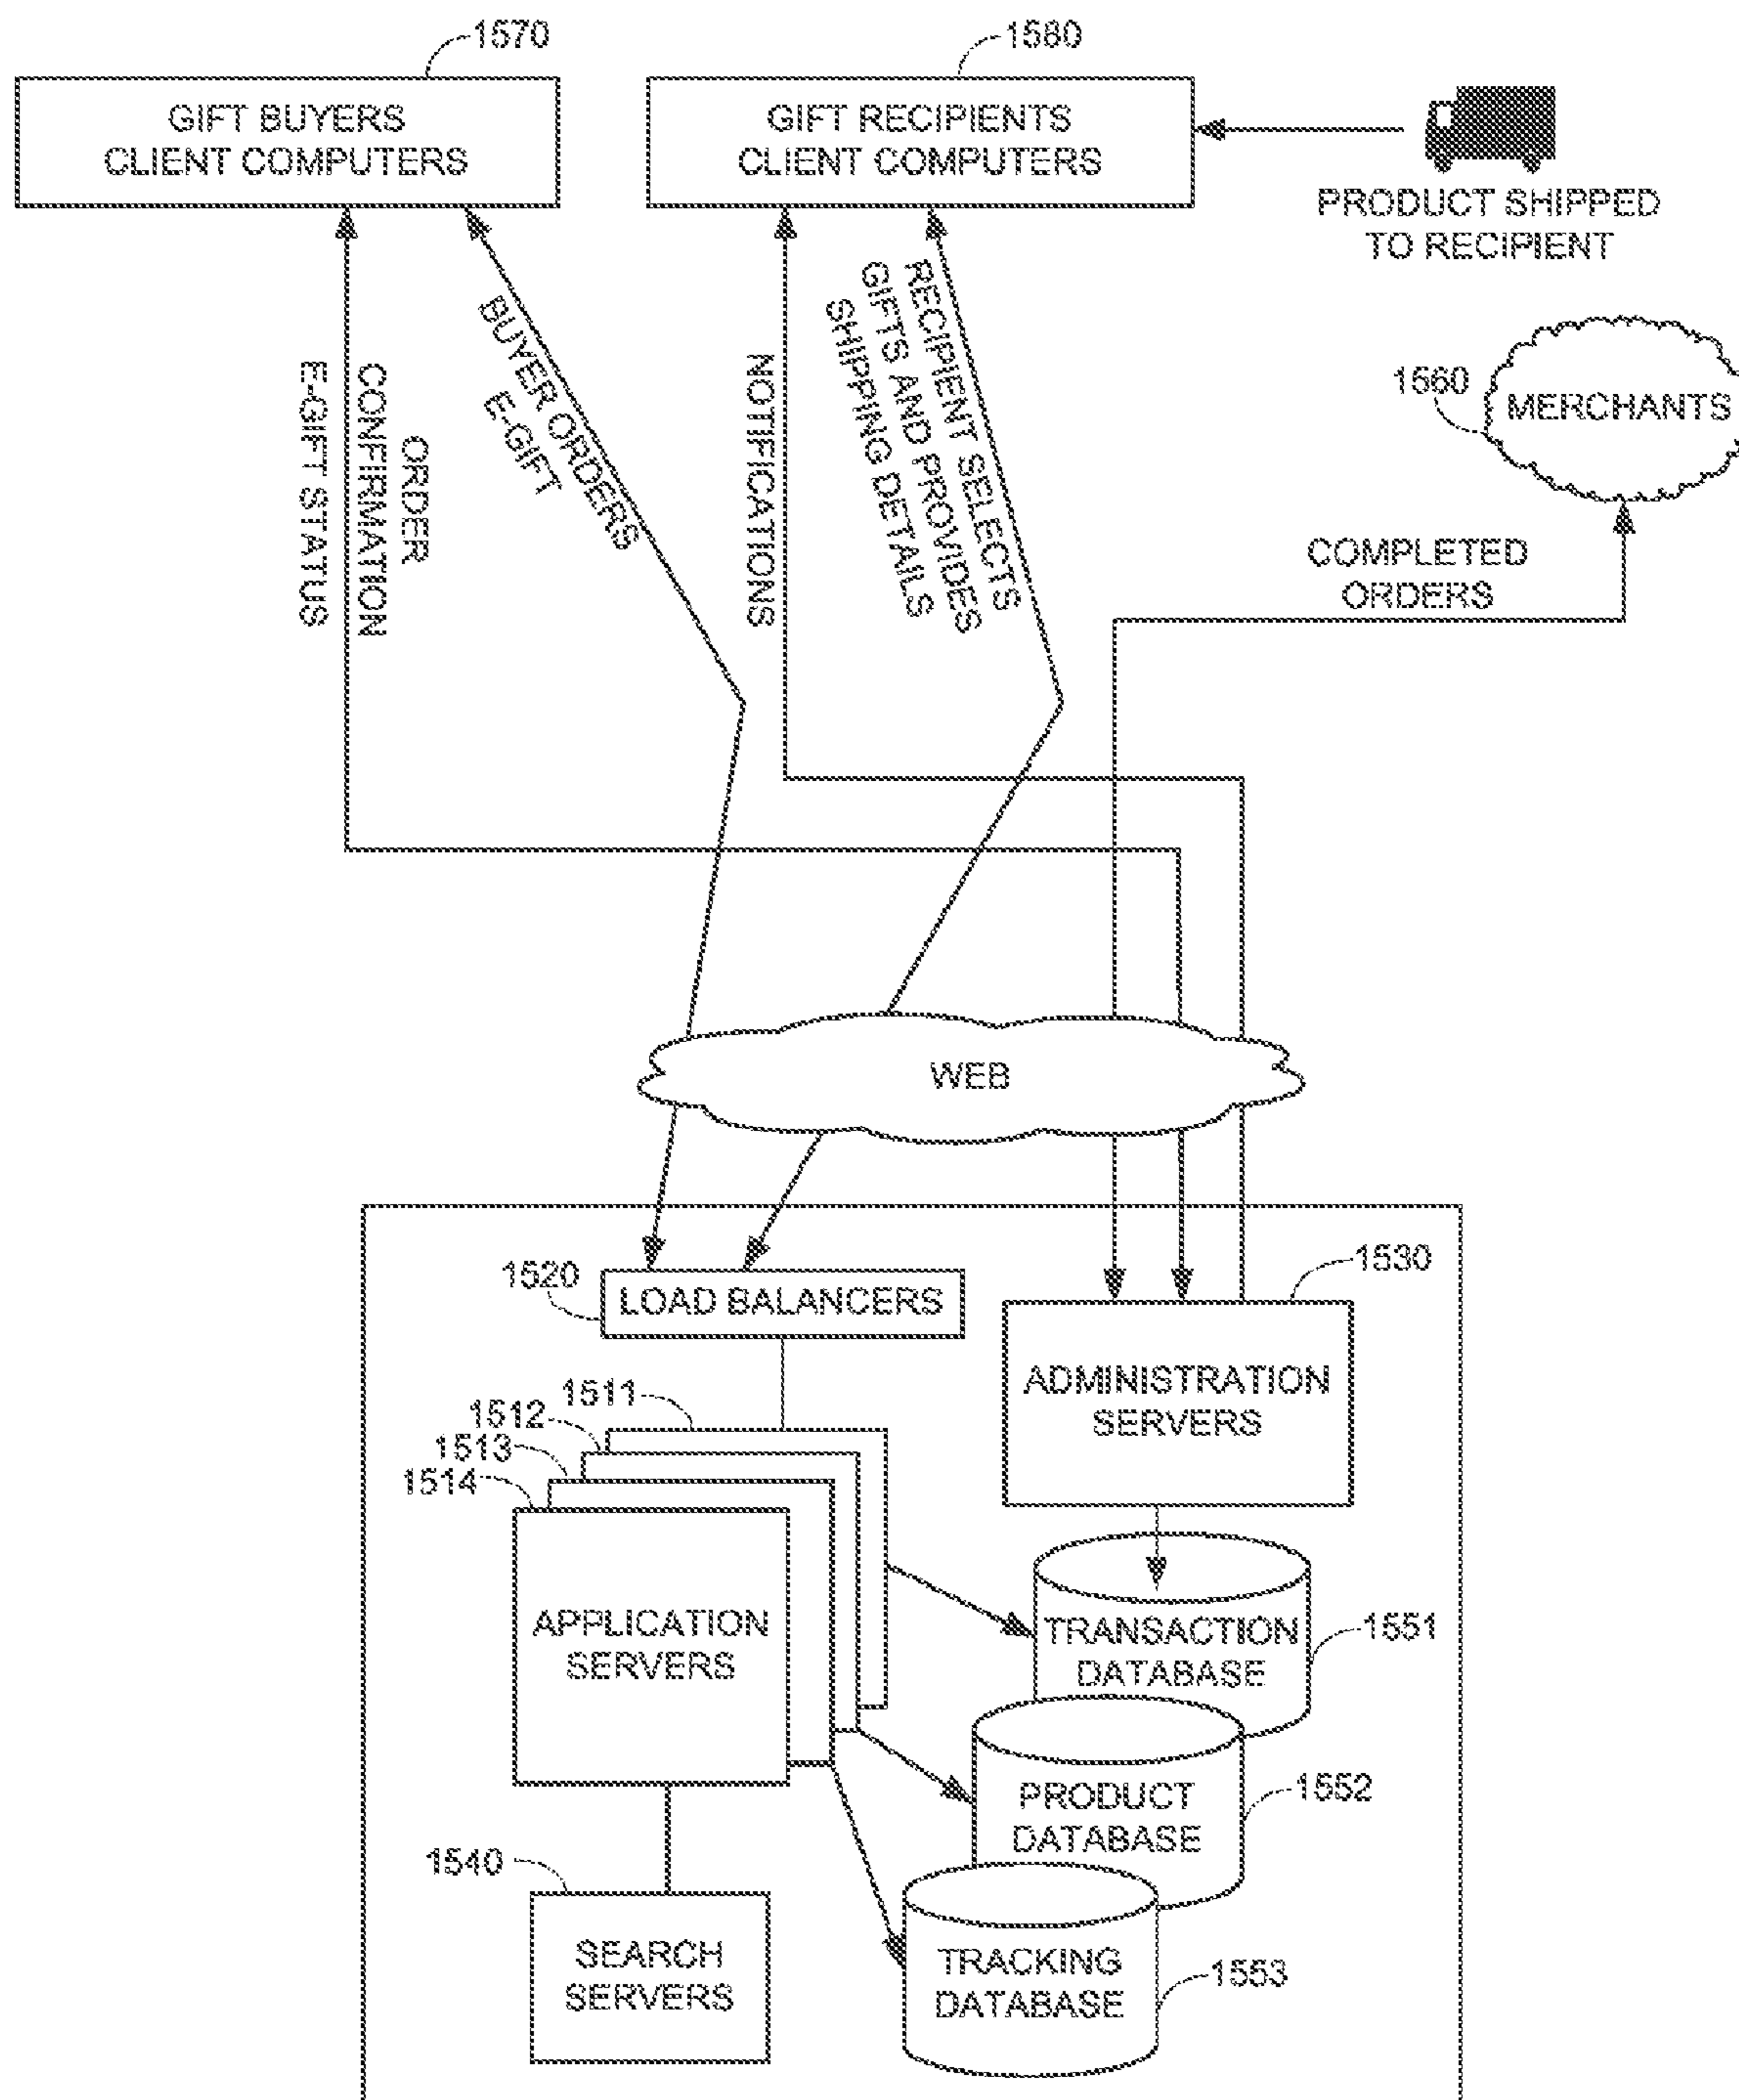 1570
GIFT BUYERS
CLIENT COMPUTERS
1580
GIFT RECIPIENTS
CLIENT COMPUTERS
PRODUCT SHIPPED
TO RECIPIENT
1560
MERCHANTS
ORDER
CONFIRMATION
E-GIFT STATUS
BUYER ORDERS
E-GIFT
NOTIFICATIONS
RECIPIENT SELECTS
GIFTS AND PROVIDES
SHIPPING DETAILS
COMPLETED
ORDERS
WEB
1520
LOAD BALANCERS
1530
ADMINISTRATION
SERVERS
1511
1512
1513
1514
APPLICATION
SERVERS
TRANSACTION
DATABASE
1551
PRODUCT
DATABASE
1552
1540
SEARCH
SERVERS
TRACKING
DATABASE
1553